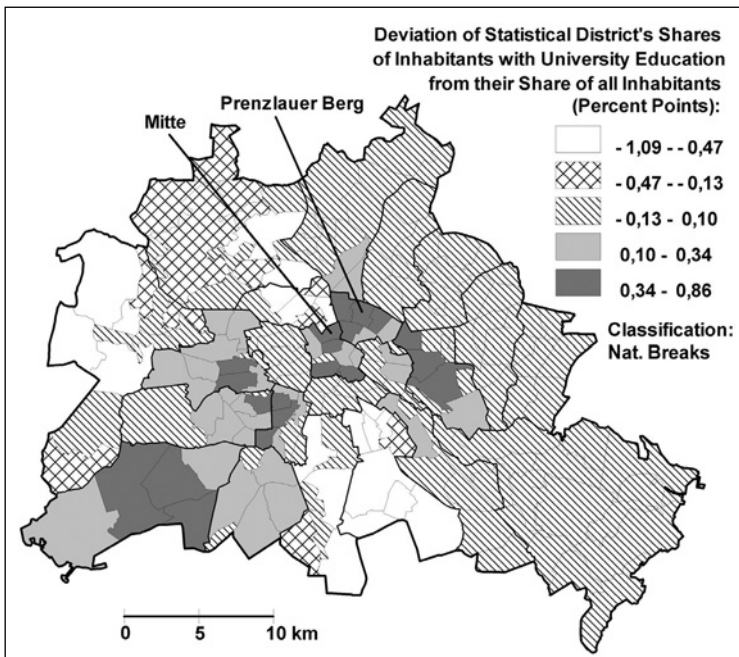 Deviation of Statistical District's Shares
of Inhabitants with University Education
from their Share of all Inhabitants
(Percent Points):
Prenzlauer Berg
Mitte
- 1,09 - - 0,47
- 0,47 - - 0,13
- 0,13 - 0,10
0,10 - 0,34
0,34 - 0,86
Classification:
Nat. Breaks
0 5 10 km